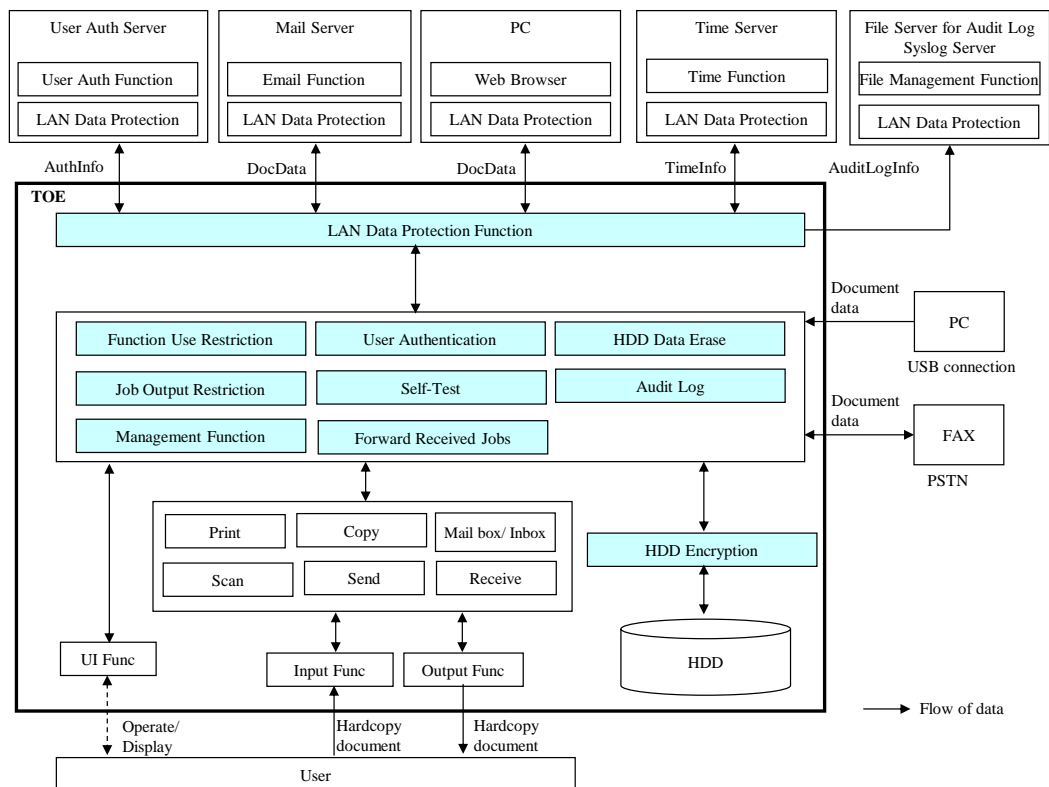 User Auth Server
User Auth Function
LAN Data Protection
Mail Server
Email Function
LAN Data Protection
PC
Web Browser
LAN Data Protection
Time Server
Time Function
LAN Data Protection
File Server for Audit Log
Syslog Server
File Management Function
LAN Data Protection
AuthInfo
DocData
DocData
TimeInfo
AuditLogInfo
TOE
LAN Data Protection Function
Function Use Restriction
User Authentication
HDD Data Erase
Job Output Restriction
Self-Test
Audit Log
Management Function
Forward Received Jobs
Document
data
PC
USB connection
Document
data
FAX
PSTN
Print
Copy
Mail box/ Inbox
Scan
Send
Receive
HDD Encryption
HDD
UI Func
Input Func
Output Func
Operate/
Display
Hardcopy
document
Hardcopy
document
Flow of data
User